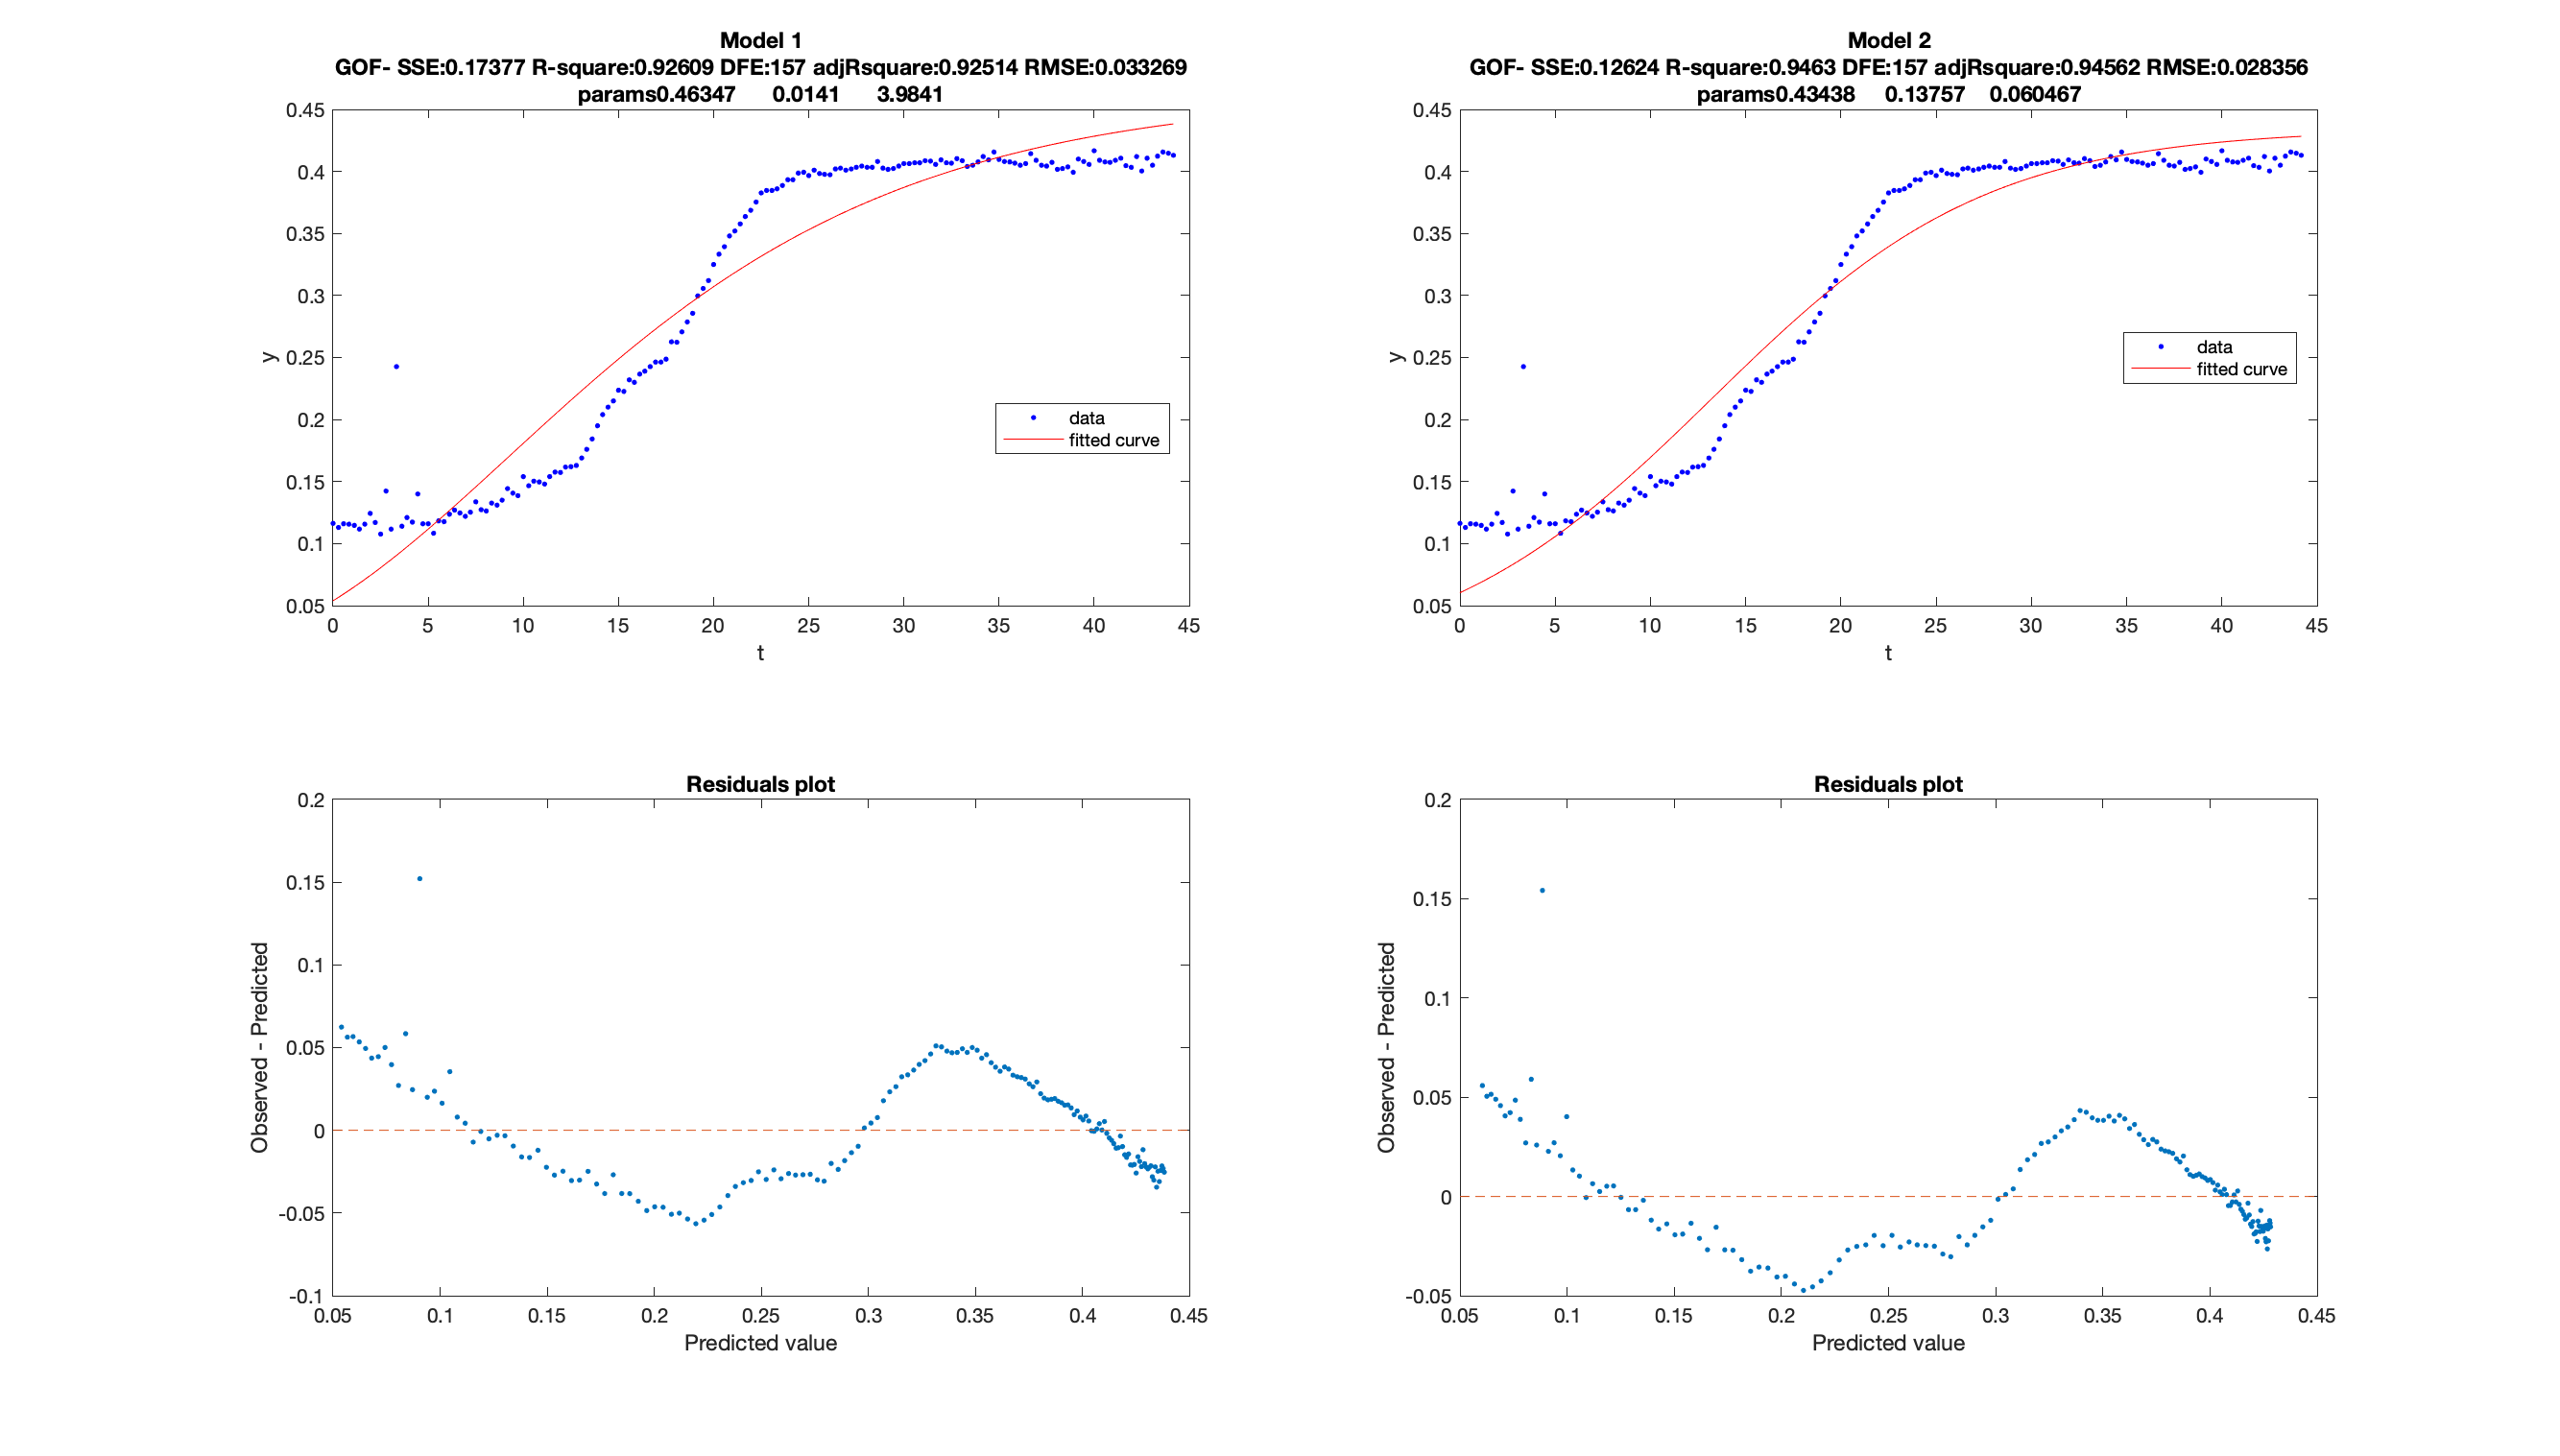 Model 1
GOF- SSE:0.17377 R-square:0.92609 DFE:157 adjRsquare:0.92514 RMSE:0.033269
params0.46347 0.0141 3.9841
0.45
0.4
0.35
0.3
0.25
0.2
0.15
0.1
0.05
y
data
fitted curve
0 5 10 15 20 25 30 35 40 45
t
Model 2
GOF- SSE:0.12624 R-square:0.9463 DFE:157 adjRsquare:0.94562 RMSE:0.028356
params0.43438 0.13757 0.060467
0.45
0.4
0.35
0.3
0.25
0.2
0.15
0.1
0.05
y
data
fitted curve
0 5 10 15 20 25 30 35 40 45
t
Residuals plot
0.2
0.15
0.1
0.05
0
-0.05
-0.1
Observed - Predicted
0.05 0.1 0.15 0.2 0.25 0.3 0.35 0.4 0.45
Predicted value
Residuals plot
0.2
0.15
0.1
0.05
0
-0.05
Observed - Predicted
0.05 0.1 0.15 0.2 0.25 0.3 0.35 0.4 0.45
Predicted value